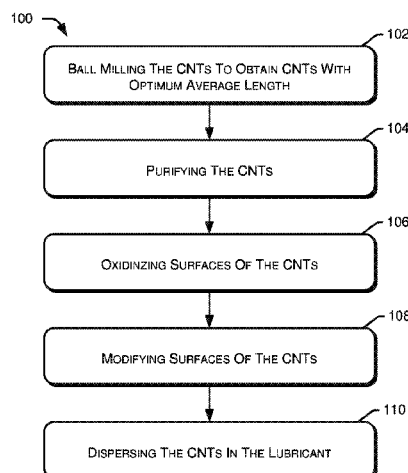 100
102
BALL MILLING THE CNTS TO OBTAIN CNTS WITH
OPTIMUM AVERAGE LENGTH
104
PURIFYING THE CNTS
106
OXIDINZING SURFACES OF THE CNTS
108
MODIFYING SURFACES OF THE CNTS
110
DISPERSING THE CNTS IN THE LUBRICANT